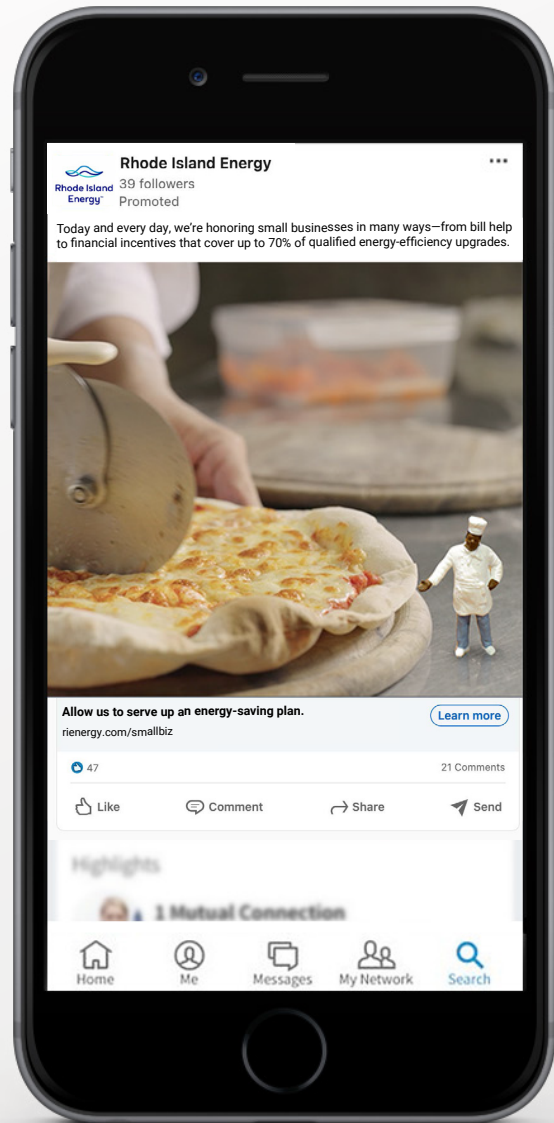 Rhode Island Energy
•••
Rhode Island
Energy™
39 followers
Promoted
Today and every day, we're honoring small businesses in many ways—from bill help
to financial incentives that cover up to 70% of qualified energy-efficiency upgrades.
Allow us to serve up an energy-saving plan.
Learn more
rienergy.com/smallbiz
47
21 Comments
Like
Comment
Share
Send
Highlights
1 Mutual Connection
Home
Me
Messages
My Network
Search